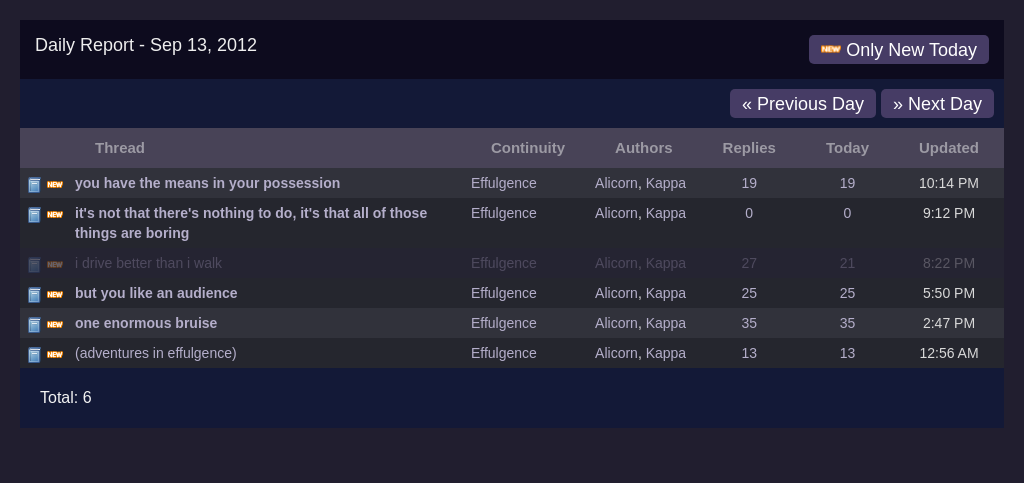 Daily Report - Sep 13, 2012
NEW Only New Today
« Previous Day » Next Day
Thread Continuity Authors Replies Today Updated
NEW you have the means in your possession Effulgence Alicorn, Kappa 19 19 10:14 PM
NEW it's not that there's nothing to do, it's that all of those Effulgence Alicorn, Kappa 0 0 9:12 PM
things are boring
NEW i drive better than i walk Effulgence Alicorn, Kappa 27 21 8:22 PM
NEW but you like an audience Effulgence Alicorn, Kappa 25 25 5:50 PM
NEW one enormous bruise Effulgence Alicorn, Kappa 35 35 2:47 PM
NEW (adventures in effulgence) Effulgence Alicorn, Kappa 13 13 12:56 AM
Total: 6